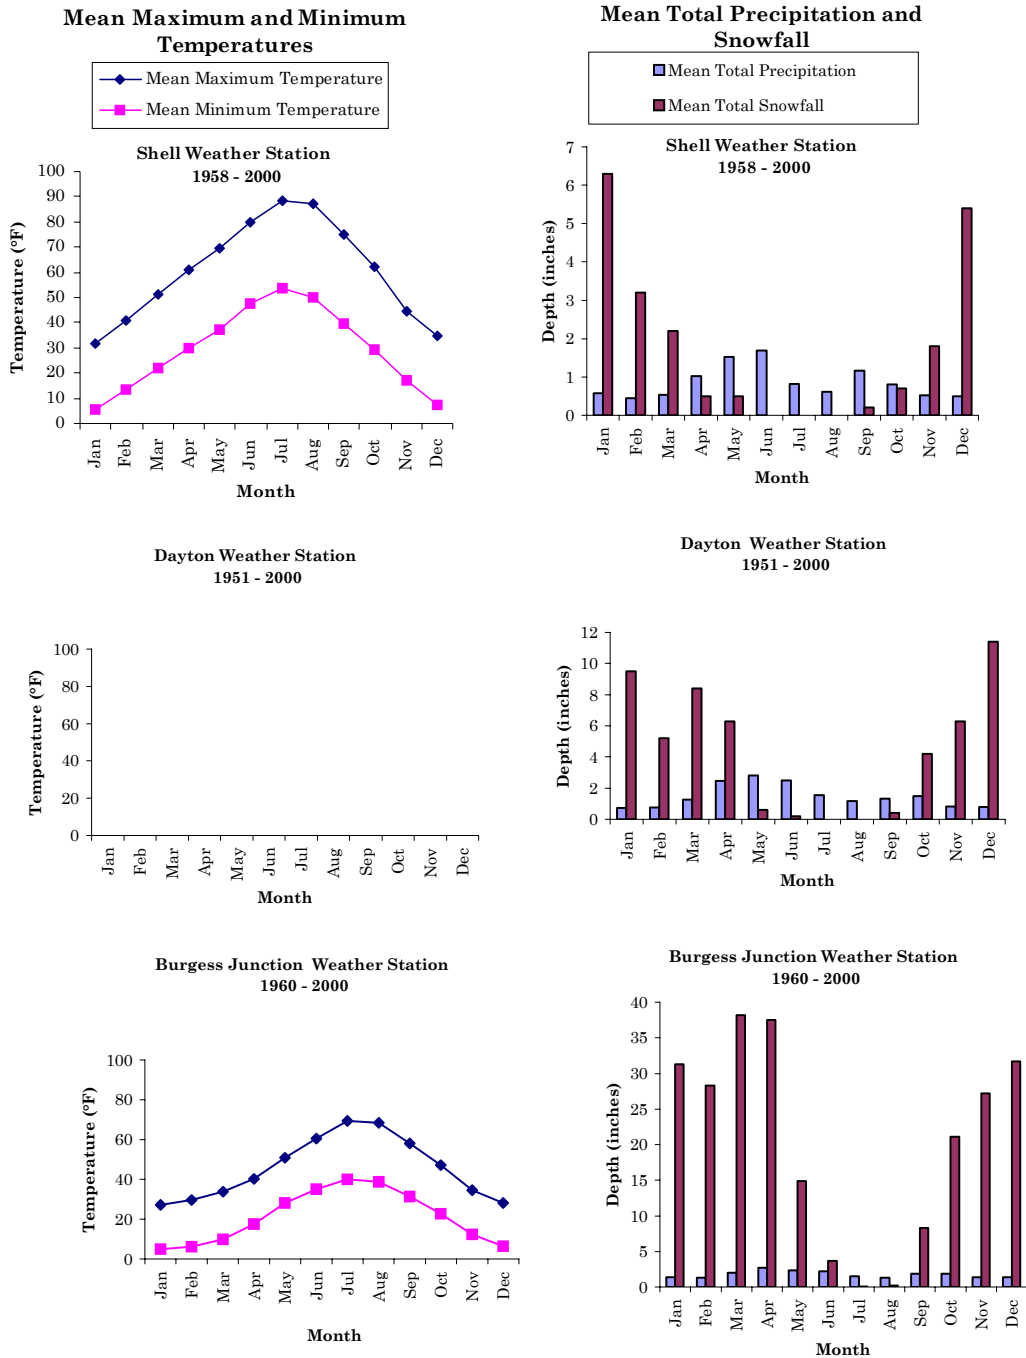 Mean Maximum and Minimum
Temperatures
Mean Maximum Temperature
Mean Minimum Temperature
Shell Weather Station
1958 - 2000
100
90
80
70
60
50
40
30
20
10
0
Temperature (°F)
Jan Feb Mar Apr May Jun Jul Aug Sep Oct Nov Dec
Month
Mean Total Precipitation and
Snowfall
Mean Total Precipitation
Mean Total Snowfall
Shell Weather Station
1958 - 2000
7
6
5
4
3
2
1
0
Depth (inches)
Jan Feb Mar Apr May Jun Jul Aug Sep Oct Nov Dec
Month
Dayton Weather Station
1951 - 2000
100
80
60
40
20
0
Temperature (°F)
Jan Feb Mar Apr May Jun Jul Aug Sep Oct Nov Dec
Month
Dayton Weather Station
1951 - 2000
12
10
8
6
4
2
0
Depth (inches)
Jan Feb Mar Apr May Jun Jul Aug Sep Oct Nov Dec
Month
Burgess Junction Weather Station
1960 - 2000
100
80
60
40
20
0
Temperature (°F)
Jan Feb Mar Apr May Jun Jul Aug Sep Oct Nov Dec
Month
Burgess Junction Weather Station
1960 - 2000
40
35
30
25
20
15
10
5
0
Depth (inches)
Jan Feb Mar Apr May Jun Jul Aug Sep Oct Nov Dec
Month